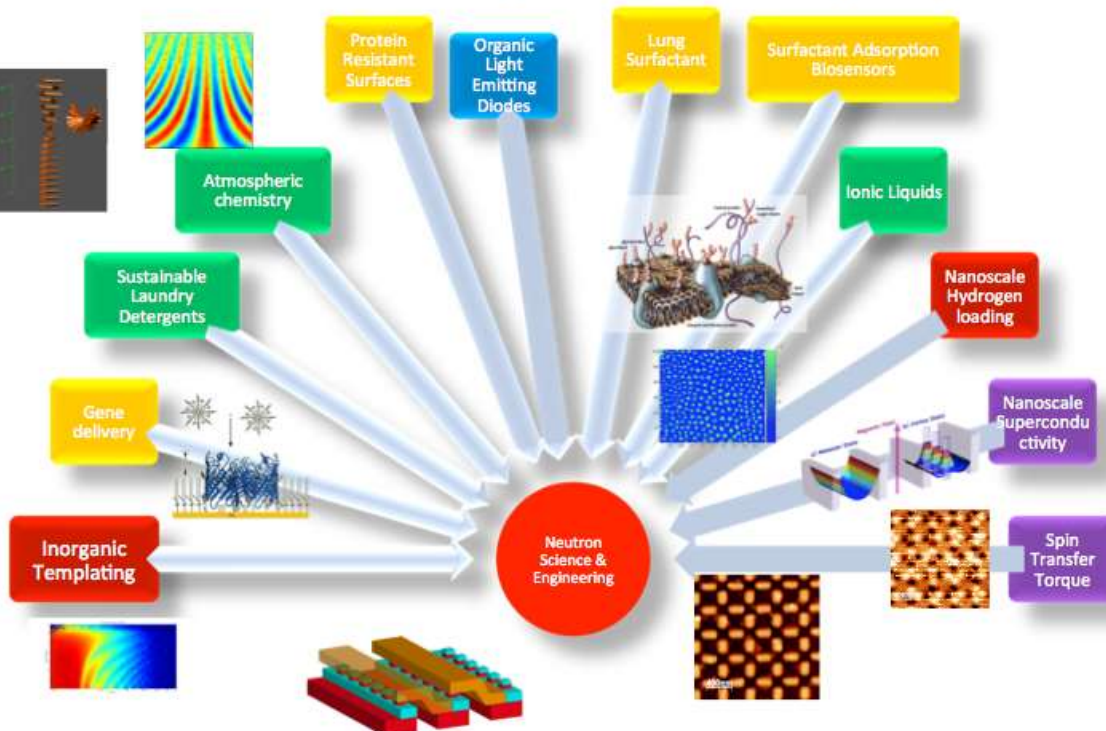 Protein
Resistant
Surfaces
Organic
Light
Emitting
Diodes
Lung
Surfactant
Surfactant Adsorption
Biosensors
Atmospheric
chemistry
Ionic Liquids
Sustainable
Laundry
Detergents
Nanoscale
Hydrogen
loading
Gene
delivery
Nanoscale
Supercondu
ctivity
Inorganic
Templating
Neutron
Science &
Engineering
Spin
Transfer
Torque
400nm